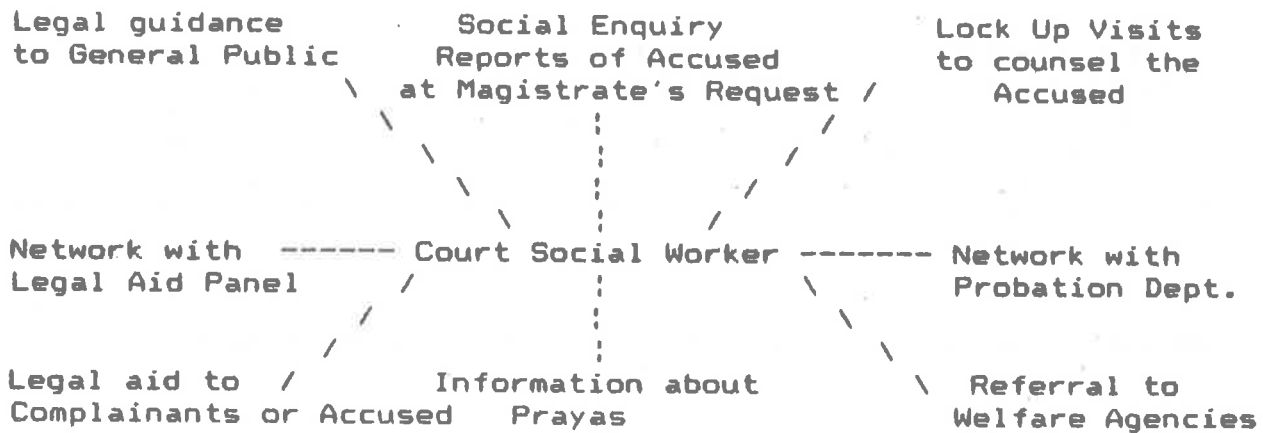 Legal guidance
to General Public
Social Enquiry
Reports of Accused
at Magistrate's Request
Lock Up Visits
to counsel the
Accused
Network with
Legal Aid Panel
Court Social Worker
Network with
Probation Dept.
Legal aid to
Complainants or Accused
Information about
Prayas
Referral to
Welfare Agencies